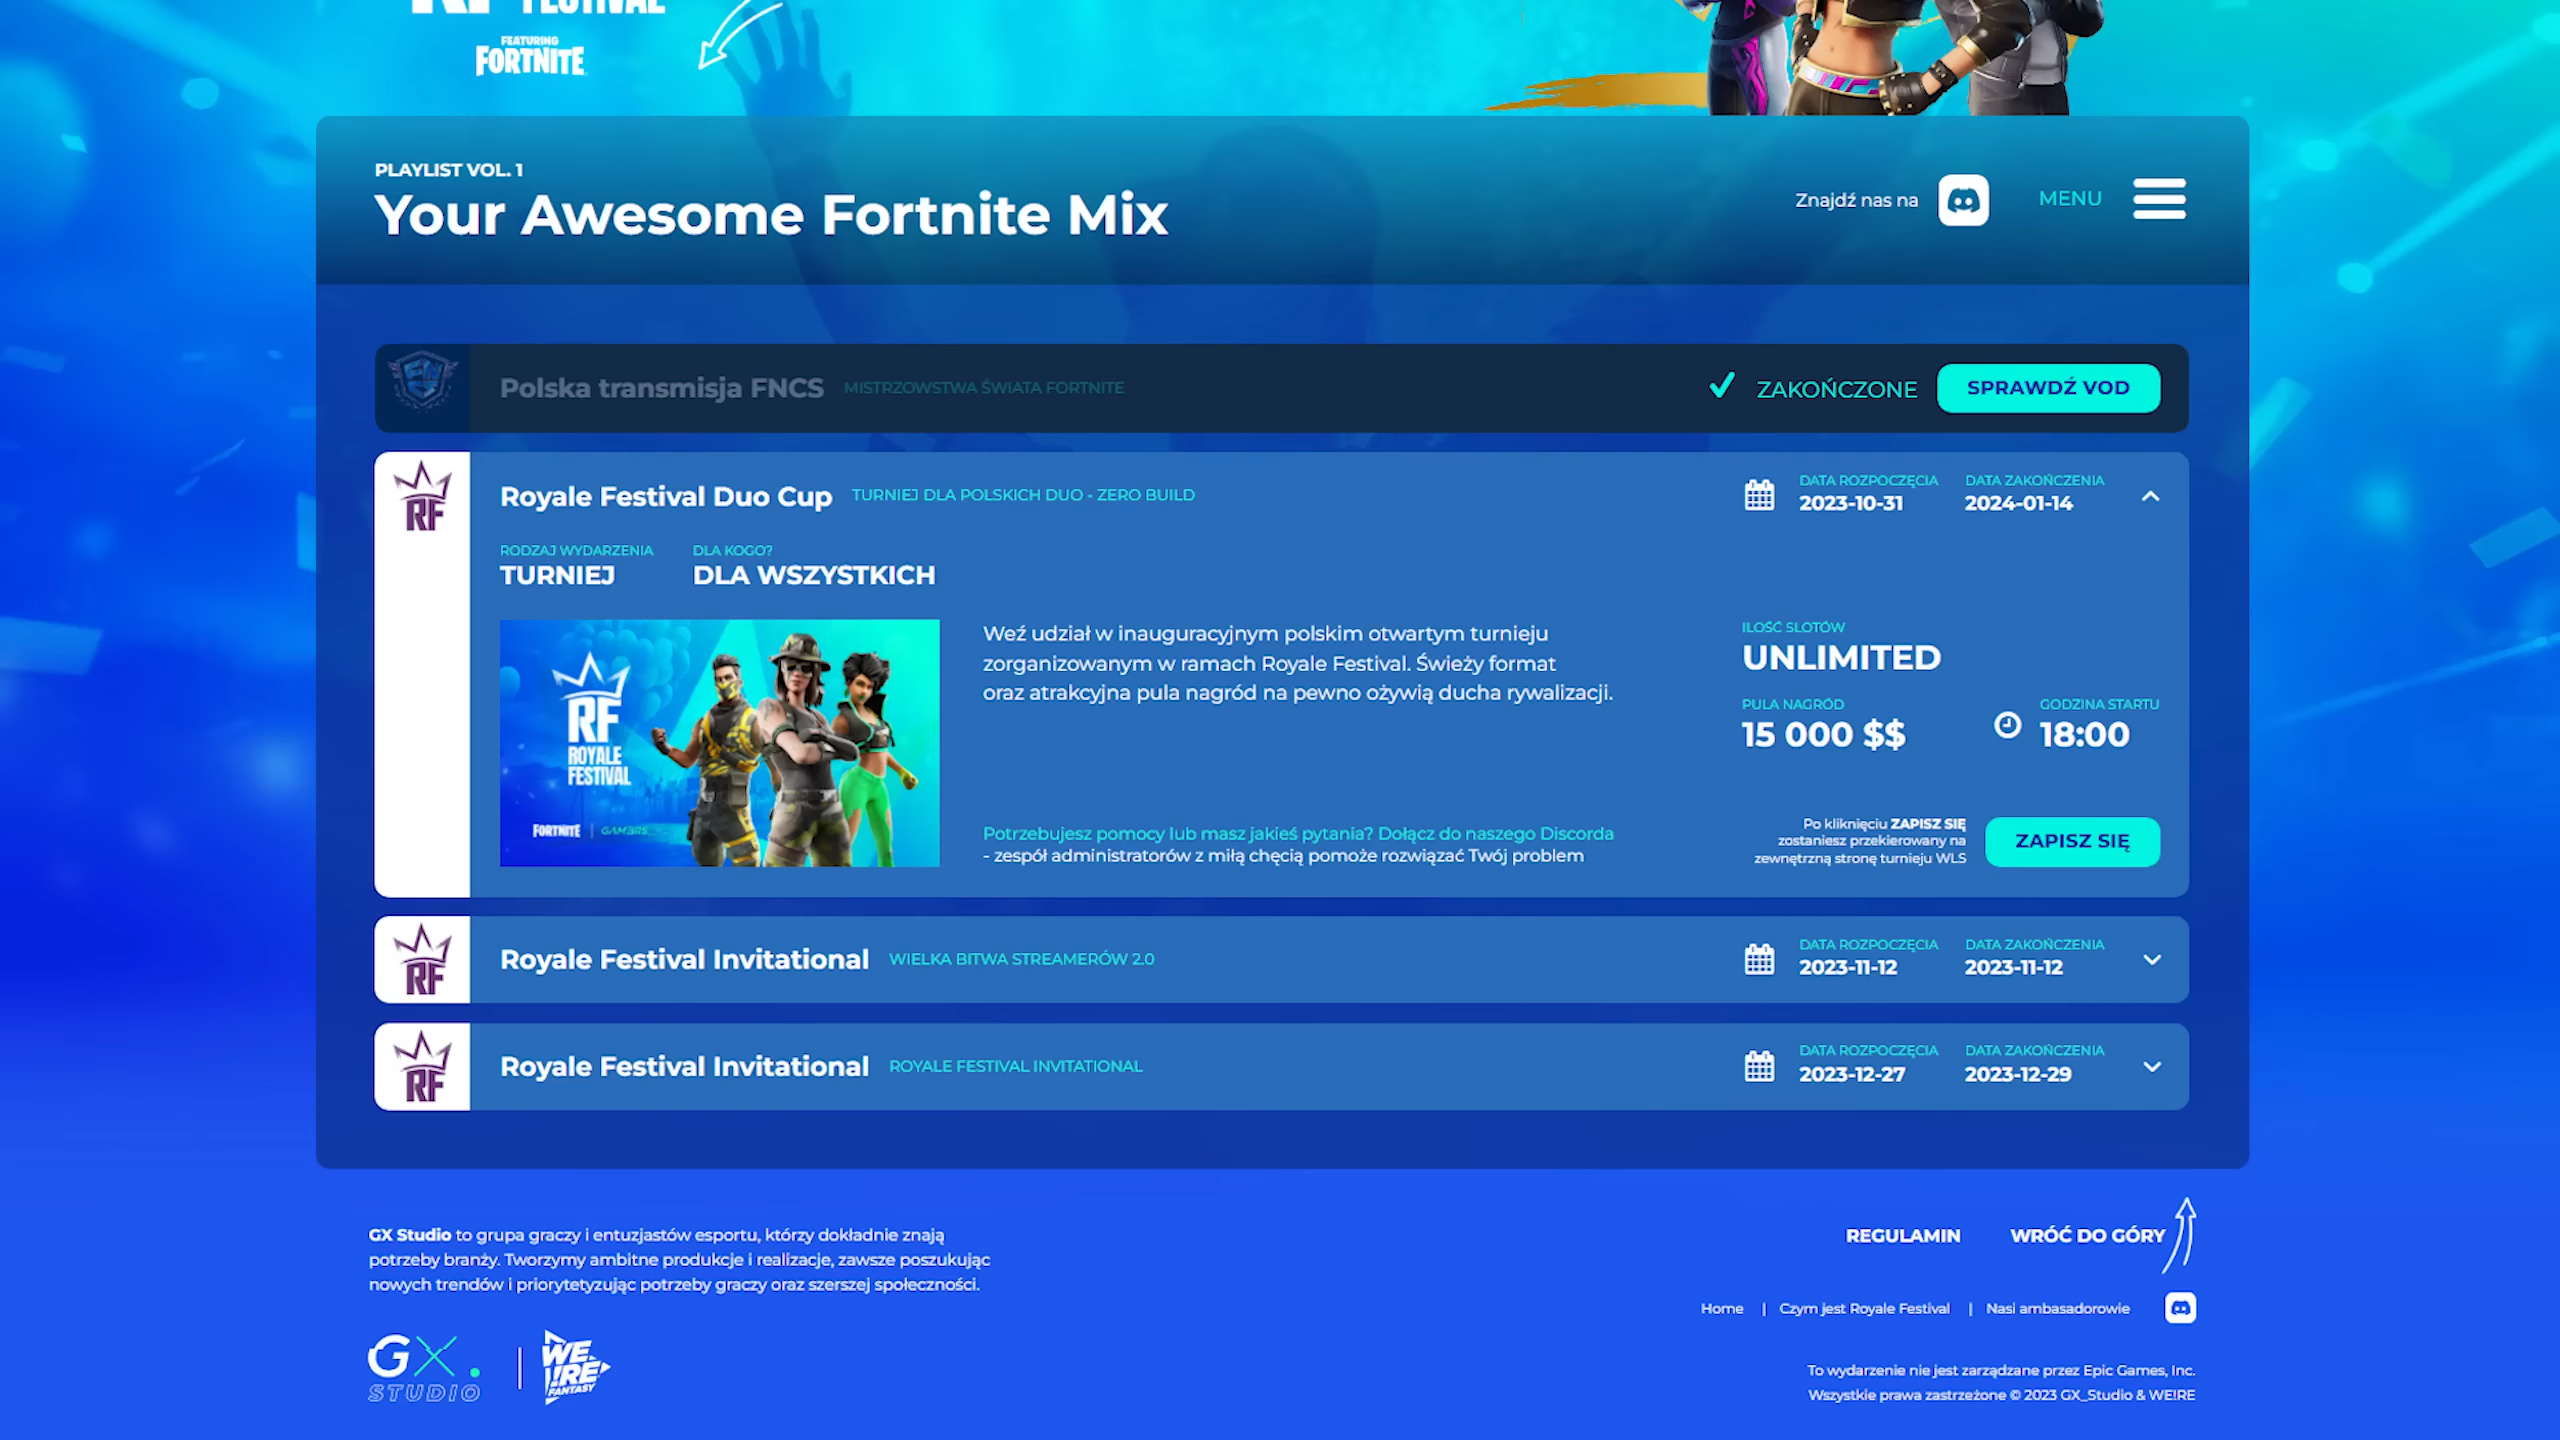 FESTIVAL
FEATURING
FORTNITE
PLAYLIST VOL. 1
Your Awesome Fortnite Mix
Znajdź nas na
MENU
Polska transmisja FNCS MISTRZOWSTWA ŚWIATA FORTNITE
ZAKOŃCZONE SPRAWDŹ VOD
RF
Royale Festival Duo Cup TURNIEJ DLA POLSKICH DUO - ZERO BUILD
DATA ROZPOCZĘCIA DATA ZAKOŃCZENIA
2023-10-31 2024-01-14
RODZAJ WYDARZENIA DLA KOGO?
TURNIEJ DLA WSZYSTKICH
RF
ROYALE
FESTIVAL
FORTNITE
Weź udział w inauguracyjnym polskim otwartym turnieju
zorganizowanym w ramach Royale Festival. Świeży format
oraz atrakcyjna pula nagród na pewno ożywią ducha rywalizacji.
Potrzebujesz pomocy lub masz jakieś pytania? Dołącz do naszego Discorda
- zespół administratorów z miłą chęcią pomoże rozwiązać Twój problem
ILOŚĆ SLOTÓW
UNLIMITED
PULA NAGRÓD GODZINA STARTU
15 000 $$ 18:00
Po kliknięciu ZAPISZ SIĘ
zostaniesz przekierowany na
zewnętrzną stronę turnieju WLS
ZAPISZ SIĘ
RF
Royale Festival Invitational WIELKA BITWA STREAMERÓW 2.0
DATA ROZPOCZĘCIA DATA ZAKOŃCZENIA
2023-11-12 2023-11-12
RF
Royale Festival Invitational ROYALE FESTIVAL INVITATIONAL
DATA ROZPOCZĘCIA DATA ZAKOŃCZENIA
2023-12-27 2023-12-29
GX Studio to grupa graczy i entuzjastów esportu, którzy dokładnie znają
potrzeby branży. Tworzymy ambitne produkcje i realizacje, zawsze poszukując
nowych trendów i priorytetyzując potrzeby graczy oraz szerszej społeczności.
GX.
STUDIO
WE!RE
FANTASY
REGULAMIN WRÓĆ DO GÓRY
Home | Czym jest Royale Festival | Nasi ambasadorowie
To wydarzenie nie jest zarządzane przez Epic Games, Inc.
Wszystkie prawa zastrzeżone © 2023 GX_Studio & WE!RE